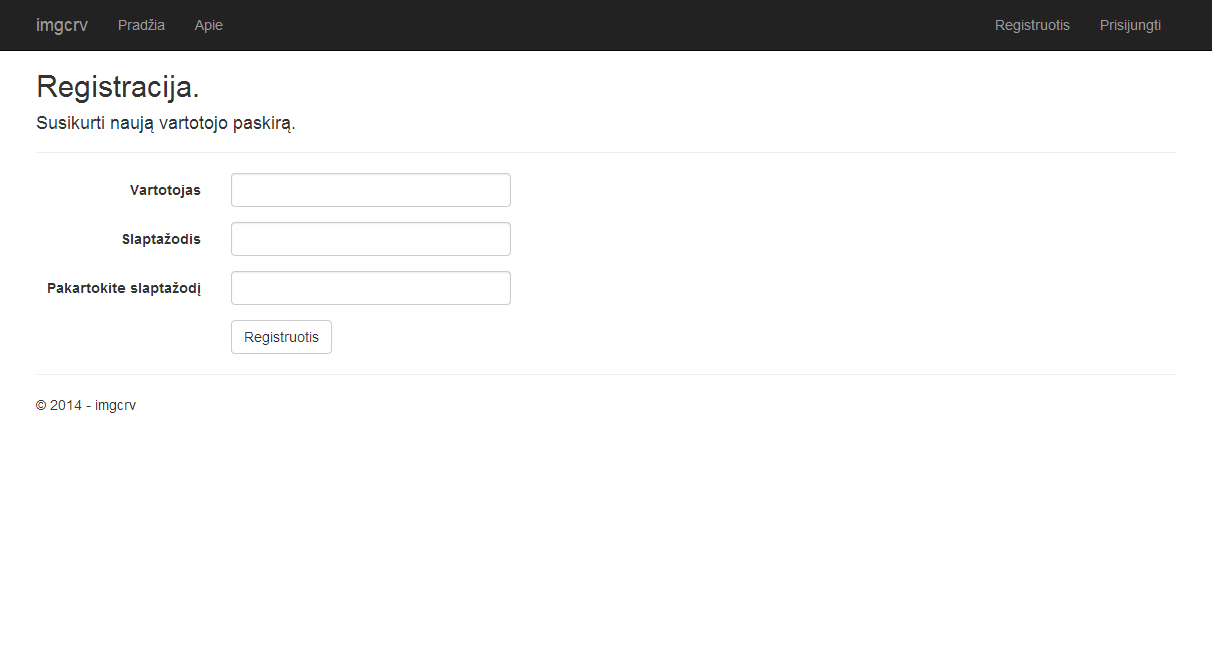 imgcrv Pradžia Apie Registruotis Prisijungti
Registracija.
Susikurti naują vartotojo paskirą.
Vartotojas
Slaptažodis
Pakartokite slaptažodį
Registruotis
© 2014 - imgcrv